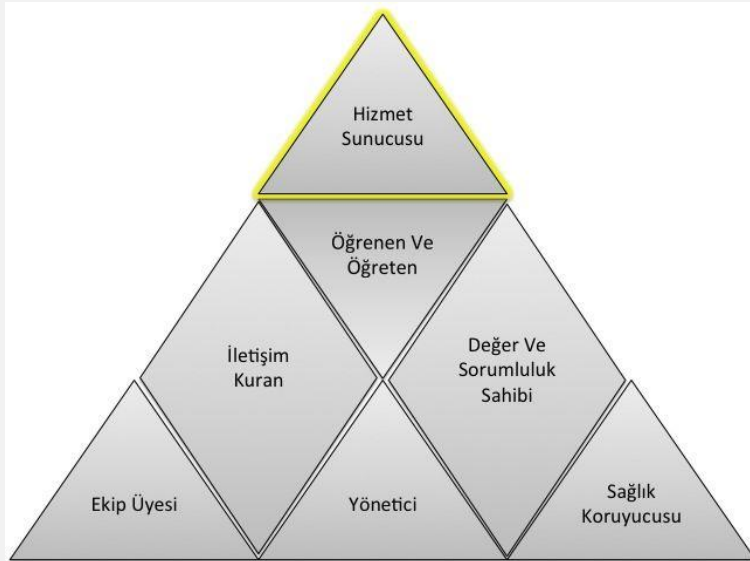 Hizmet
Sunucusu
Öğrenen Ve
Öğreten
İletişim
Kuran
Değer Ve
Sorumluluk
Sahibi
Ekip Üyesi
Yönetici
Sağlık
Koruyucusu